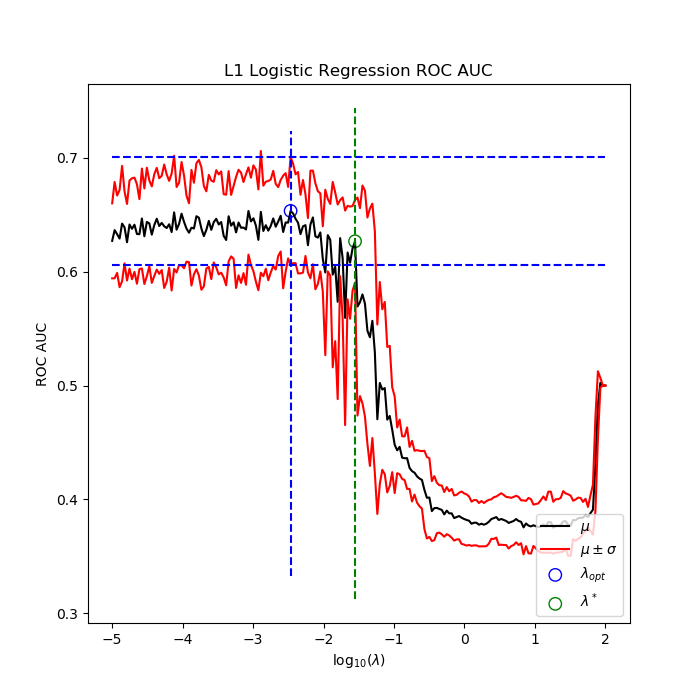 L1 Logistic Regression ROC AUC
ROC AUC
0.7
0.6
0.5
0.4
0.3
−5
−4
−3
−2
−1
0
1
2
log₁₀(λ)
μ
μ ± σ
λ_opt
λ*